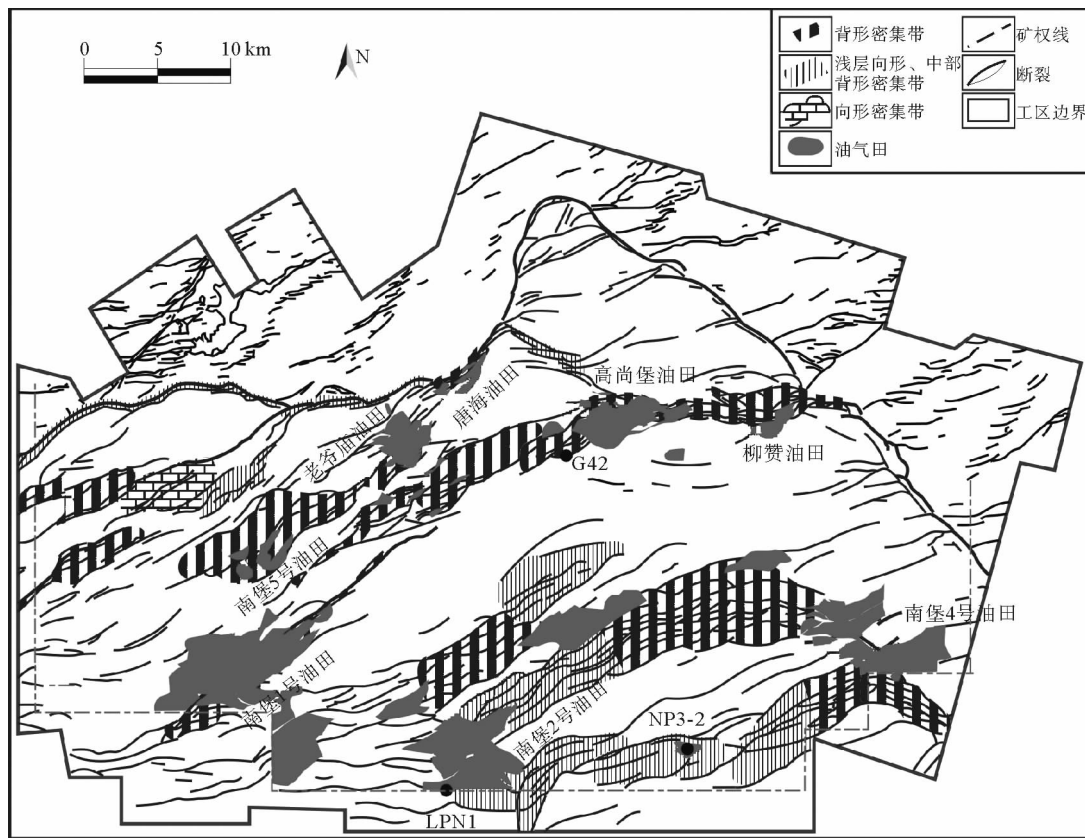 0 5 10 km
N
背形密集带
浅层向形、中部
背形密集带
向形密集带
油气田
矿权线
断裂
工区边界
高尚堡油田
唐海油田
老爷庙油田
柳赞油田
G42
南堡5号油田
南堡4号油田
南堡1号油田
南堡2号油田
NP3-2
LPN1